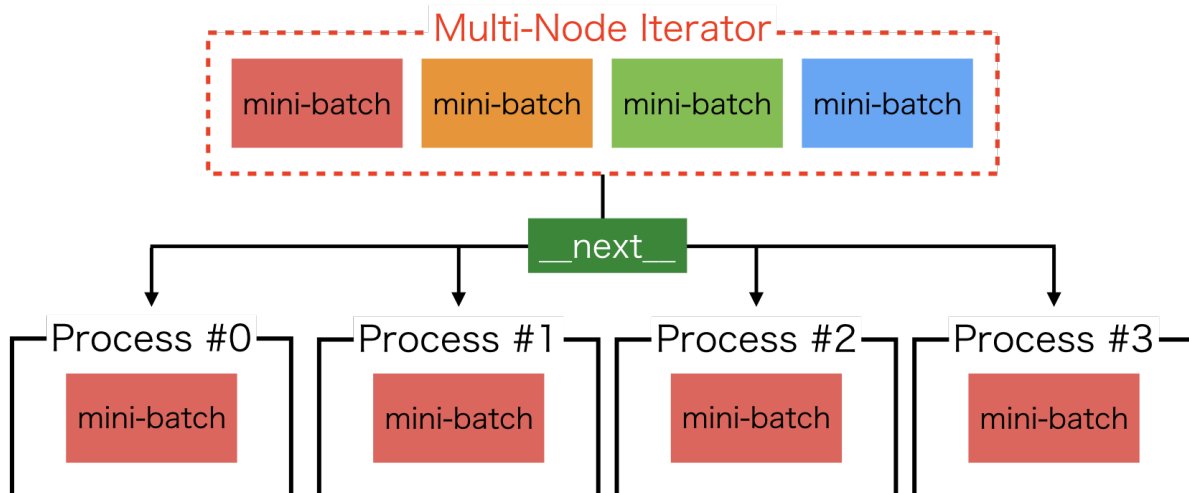 Multi-Node Iterator
mini-batch mini-batch mini-batch mini-batch
__next__
Process #0 Process #1 Process #2 Process #3
mini-batch mini-batch mini-batch mini-batch